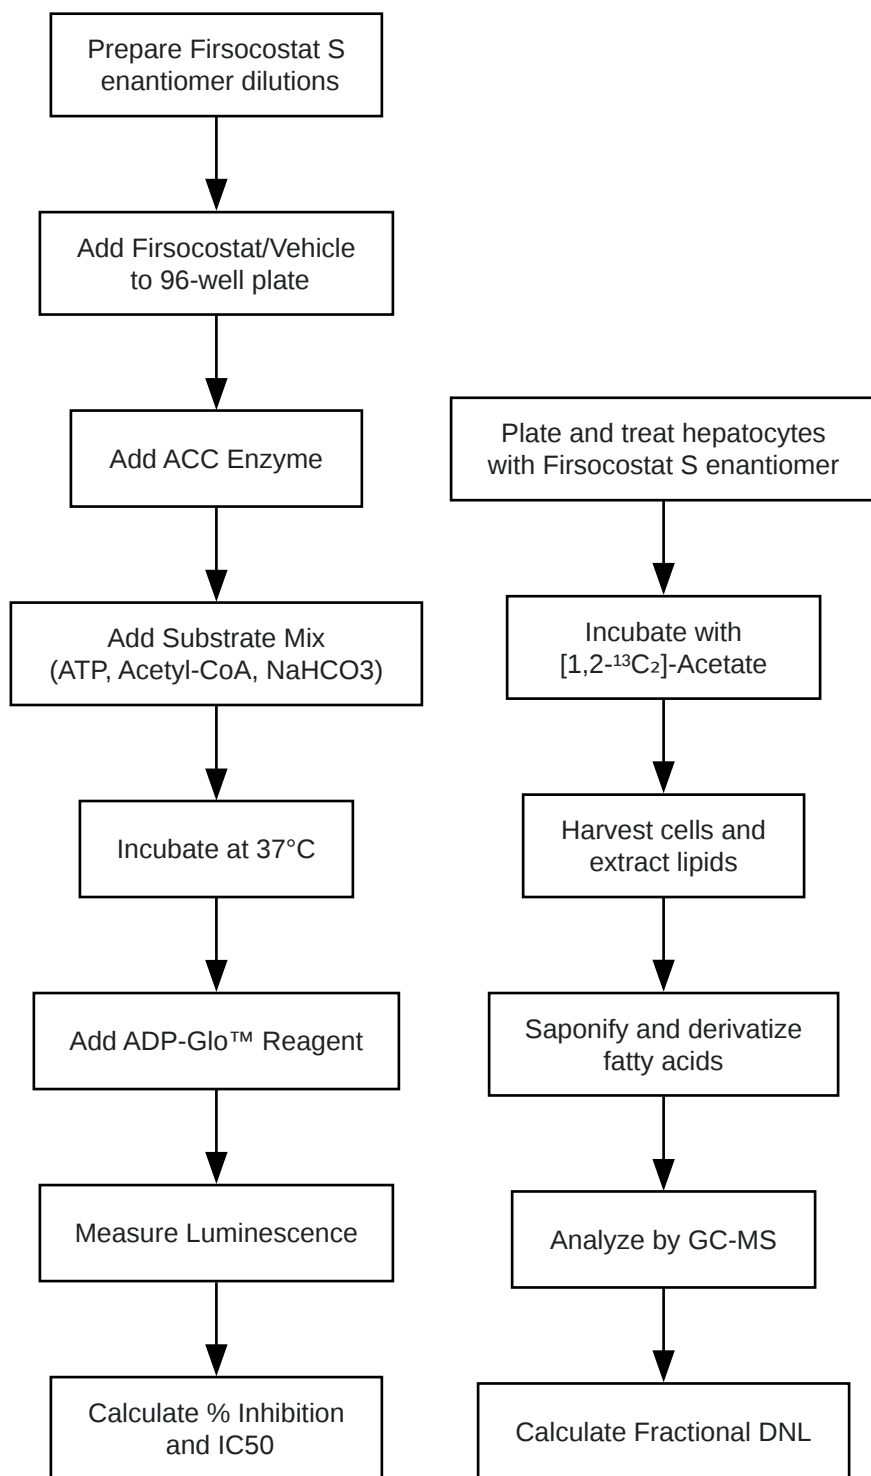 Prepare Firsocostat S
enantiomer dilutions
Add Firsocostat/Vehicle
to 96-well plate
Add ACC Enzyme
Add Substrate Mix
(ATP, Acetyl-CoA, NaHCO3)
Incubate at 37°C
Add ADP-Glo™ Reagent
Measure Luminescence
Calculate % Inhibition
and IC50
Plate and treat hepatocytes
with Firsocostat S enantiomer
Incubate with
[1,2-¹³C₂]-Acetate
Harvest cells and
extract lipids
Saponify and derivatize
fatty acids
Analyze by GC-MS
Calculate Fractional DNL